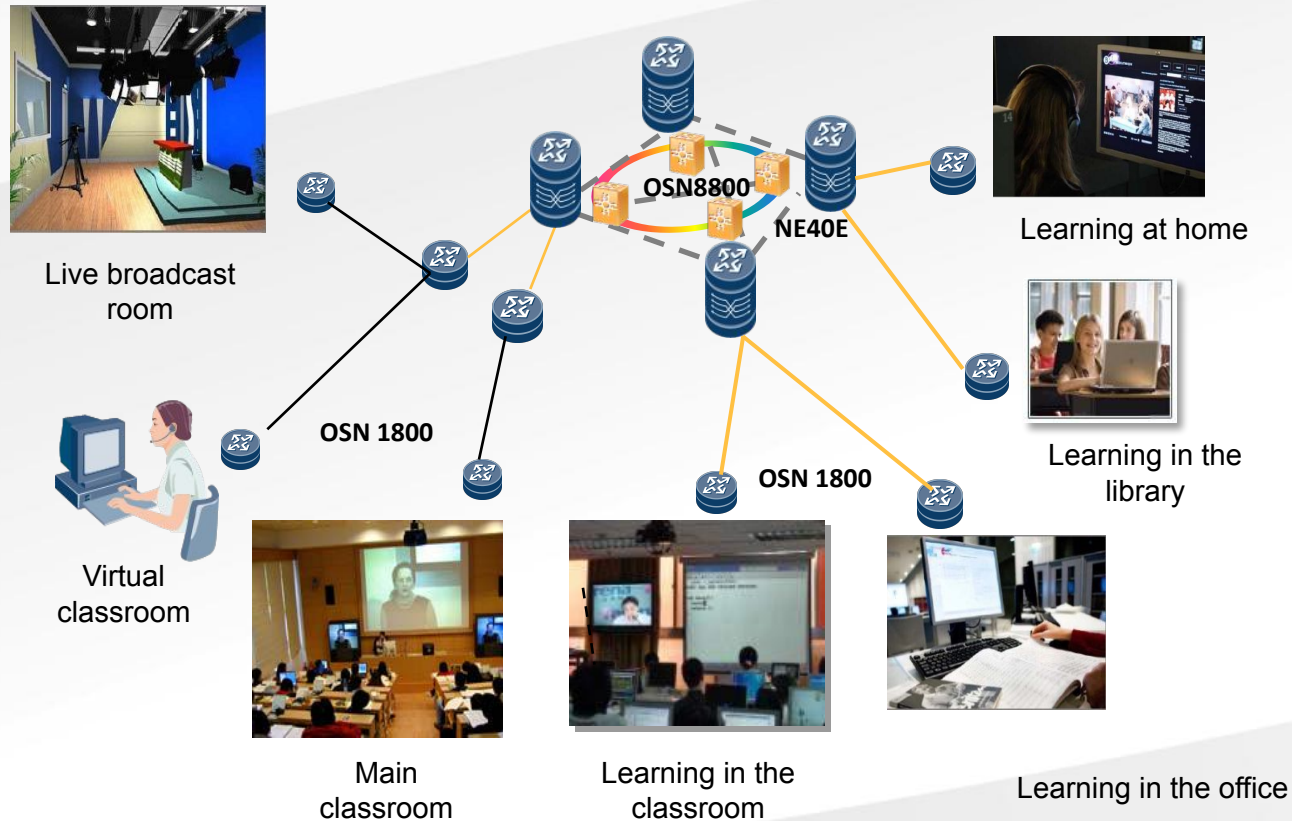 OSN8800
NE40E
Learning at home
Live broadcast
room
OSN 1800
OSN 1800
Learning in the
library
Virtual
classroom
Main
classroom
Learning in the
classroom
Learning in the office